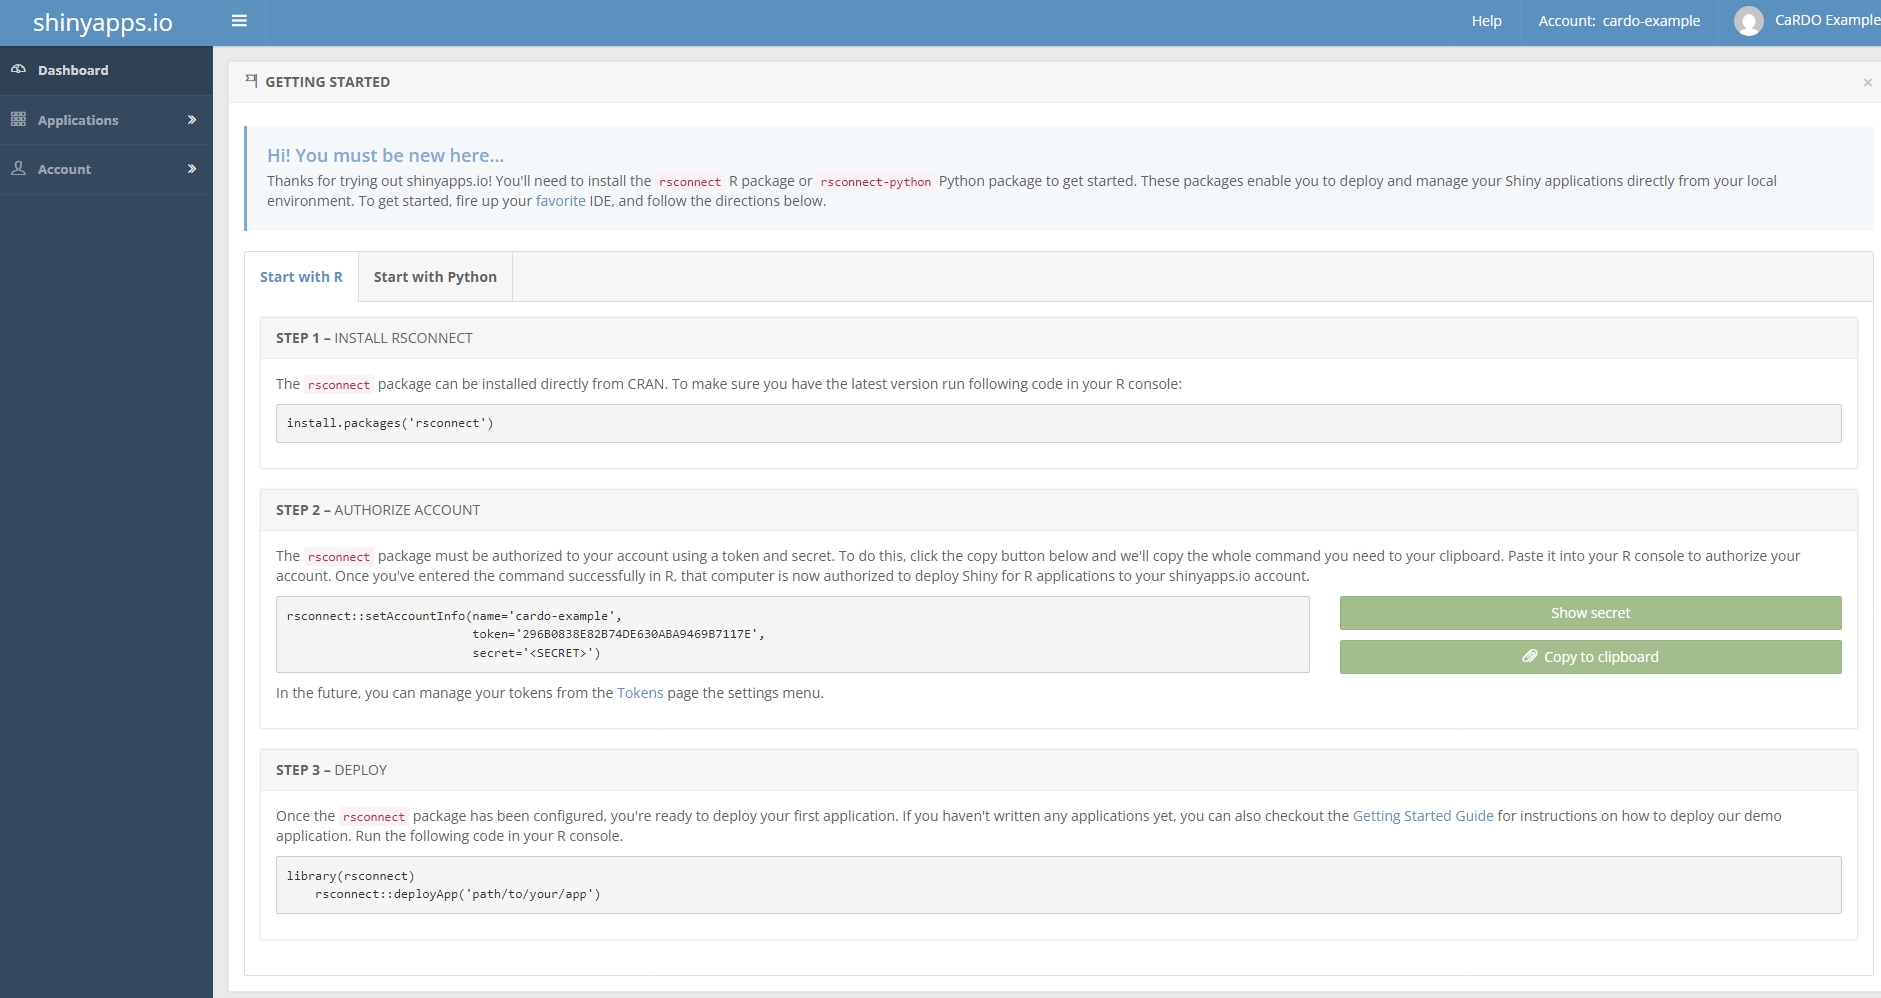 shinyapps.io
Help
Account: cardo-example
CaRDO Example
Dashboard
Applications
Account
GETTING STARTED
Hi! You must be new here...
Thanks for trying out shinyapps.io! You'll need to install the rsconnect R package or rsconnect-python Python package to get started. These packages enable you to deploy and manage your Shiny applications directly from your local
environment. To get started, fire up your favorite IDE, and follow the directions below.
Start with R
Start with Python
STEP 1 – INSTALL RSCONNECT
The rsconnect package can be installed directly from CRAN. To make sure you have the latest version run following code in your R console:
install.packages('rsconnect')
STEP 2 – AUTHORIZE ACCOUNT
The rsconnect package must be authorized to your account using a token and secret. To do this, click the copy button below and we'll copy the whole command you need to your clipboard. Paste it into your R console to authorize your
account. Once you've entered the command successfully in R, that computer is now authorized to deploy Shiny for R applications to your shinyapps.io account.
rsconnect::setAccountInfo(name='cardo-example',
token='296B0838E82B74DE630ABA9469B7117E',
secret='<SECRET>')
Show secret
Copy to clipboard
In the future, you can manage your tokens from the Tokens page the settings menu.
STEP 3 – DEPLOY
Once the rsconnect package has been configured, you're ready to deploy your first application. If you haven't written any applications yet, you can also checkout the Getting Started Guide for instructions on how to deploy our demo
application. Run the following code in your R console.
library(rsconnect)
rsconnect::deployApp('path/to/your/app')